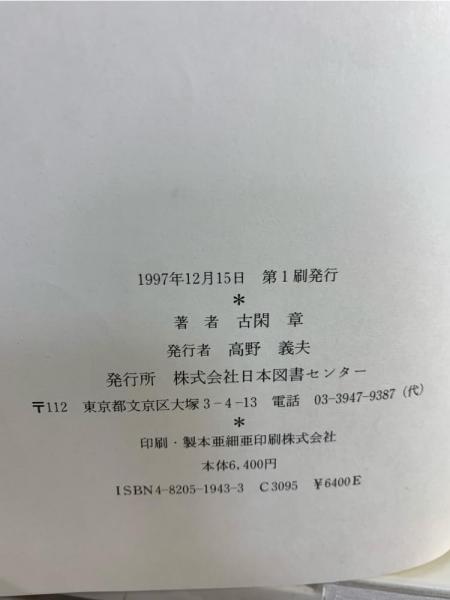 1997年12月15日　第1刷発行
*
著　者　古閑　章
発行者　高野　義夫
発行所　株式会社日本図書センター
〒112　東京都文京区大塚3-4-13　電話　03-3947-9387（代）
*
印刷・製本亜細亜印刷株式会社
本体6,400円
ISBN4-8205-1943-3　C3095　￥6400E